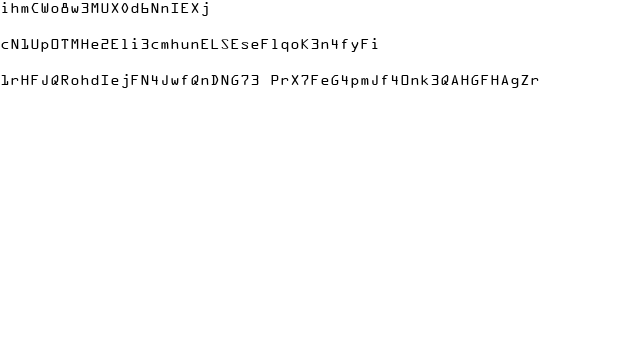 ihmCWo8w3MUX0d6NnIEXj
cN1UpOTMHe2Eli3cmhunELSEseFlqoK3n4fyFi
1rHFJQRohdIejFN4JwfQnDNG73 PrX7FeG4pmJf4Onk3QAHGFHAgZr